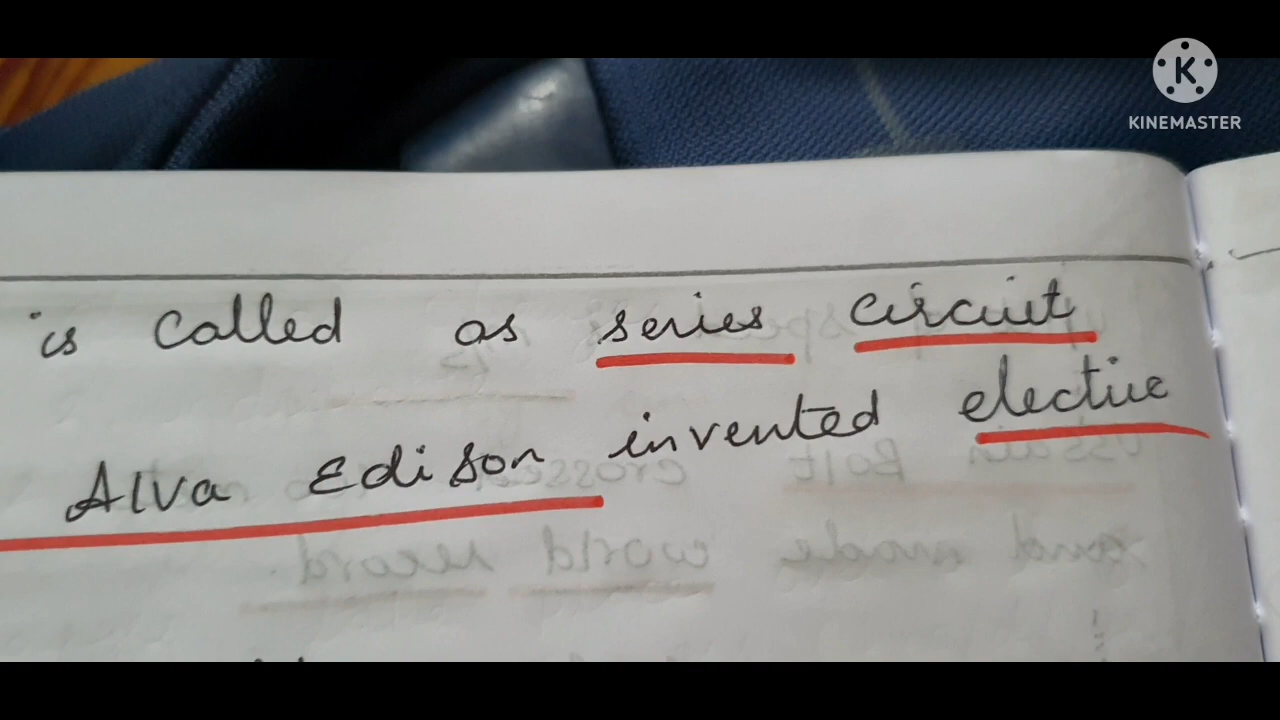 KINEMASTER
is called as series circuit
Alva Edison invented electric